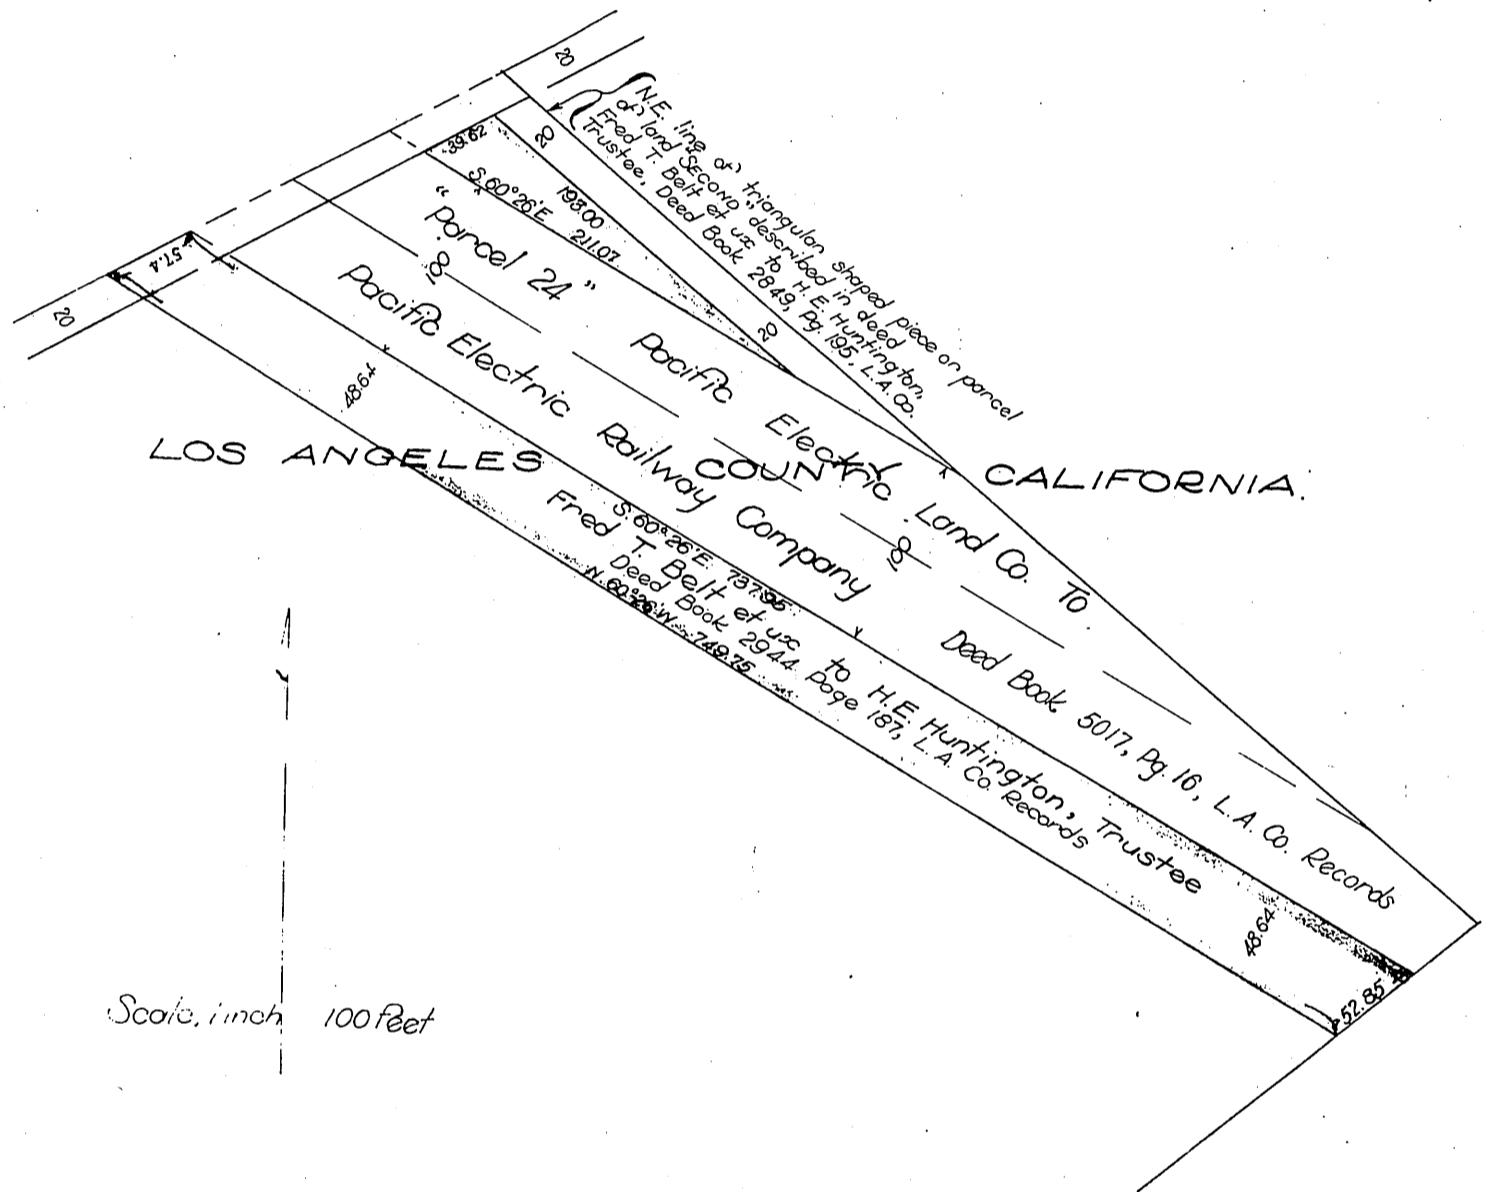 20
N.E. line of triangular shaped piece or parcel
of land "SECOND" described in deed
Fred T. Belt et ux to H.E. Huntington,
Trustee, Deed Book 2849, Pg. 195, L.A. Co.
20
39.62
193.00
S. 60° 26' E 211.07
20
57.4
20
"Parcel 24"
100
Pacific Electric Land Co. To
Pacific Electric Railway Company
100
Deed Book 5017, Pg. 16, L.A. Co. Records
48.64
LOS ANGELES COUNTY CALIFORNIA.
S. 60° 26' E. 737.95
Fred T. Belt et ux to H.E. Huntington, Trustee
Deed Book 2944 page 187, L.A. Co. Records
N. 60° 26' W. 749.75
48.64
52.85
Scale, 1 inch 100 Feet